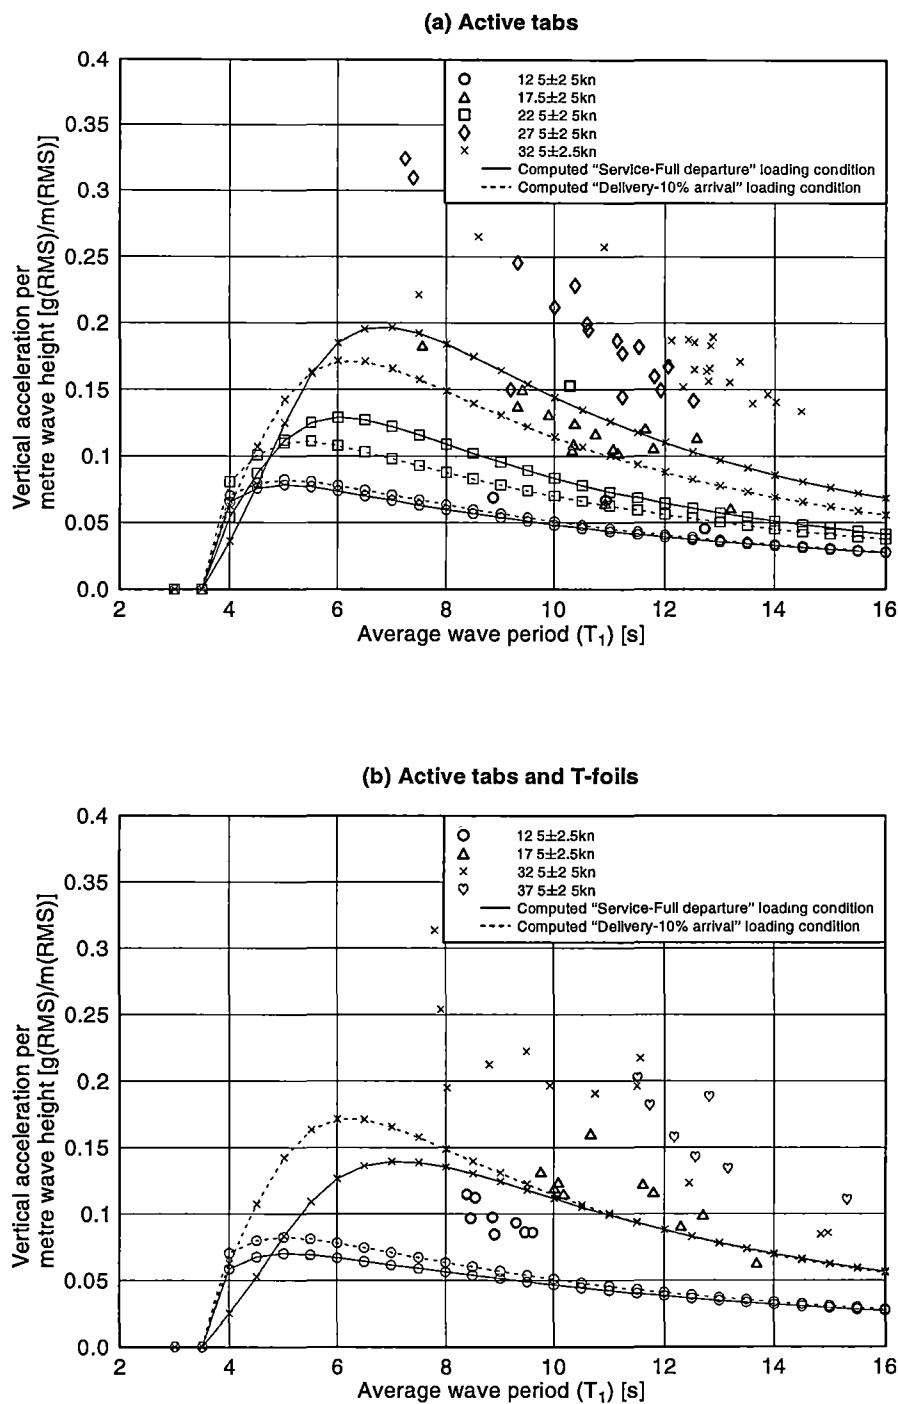 (a) Active tabs
0.4
0.35
0.3
0.25
0.2
0.15
0.1
0.05
0.0
Vertical acceleration per
metre wave height [g(RMS)/m(RMS)]
12 5±2 5kn
17.5±2 5kn
22 5±2 5kn
27 5±2 5kn
32 5±2.5kn
Computed “Service-Full departure” loading condition
Computed “Delivery-10% arrival” loading condition
2 4 6 8 10 12 14 16
Average wave period (T₁) [s]
(b) Active tabs and T-foils
0.4
0.35
0.3
0.25
0.2
0.15
0.1
0.05
0.0
Vertical acceleration per
metre wave height [g(RMS)/m(RMS)]
12 5±2.5kn
17 5±2.5kn
32 5±2 5kn
37 5±2 5kn
Computed “Service-Full departure” loading condition
Computed “Delivery-10% arrival” loading condition
2 4 6 8 10 12 14 16
Average wave period (T₁) [s]